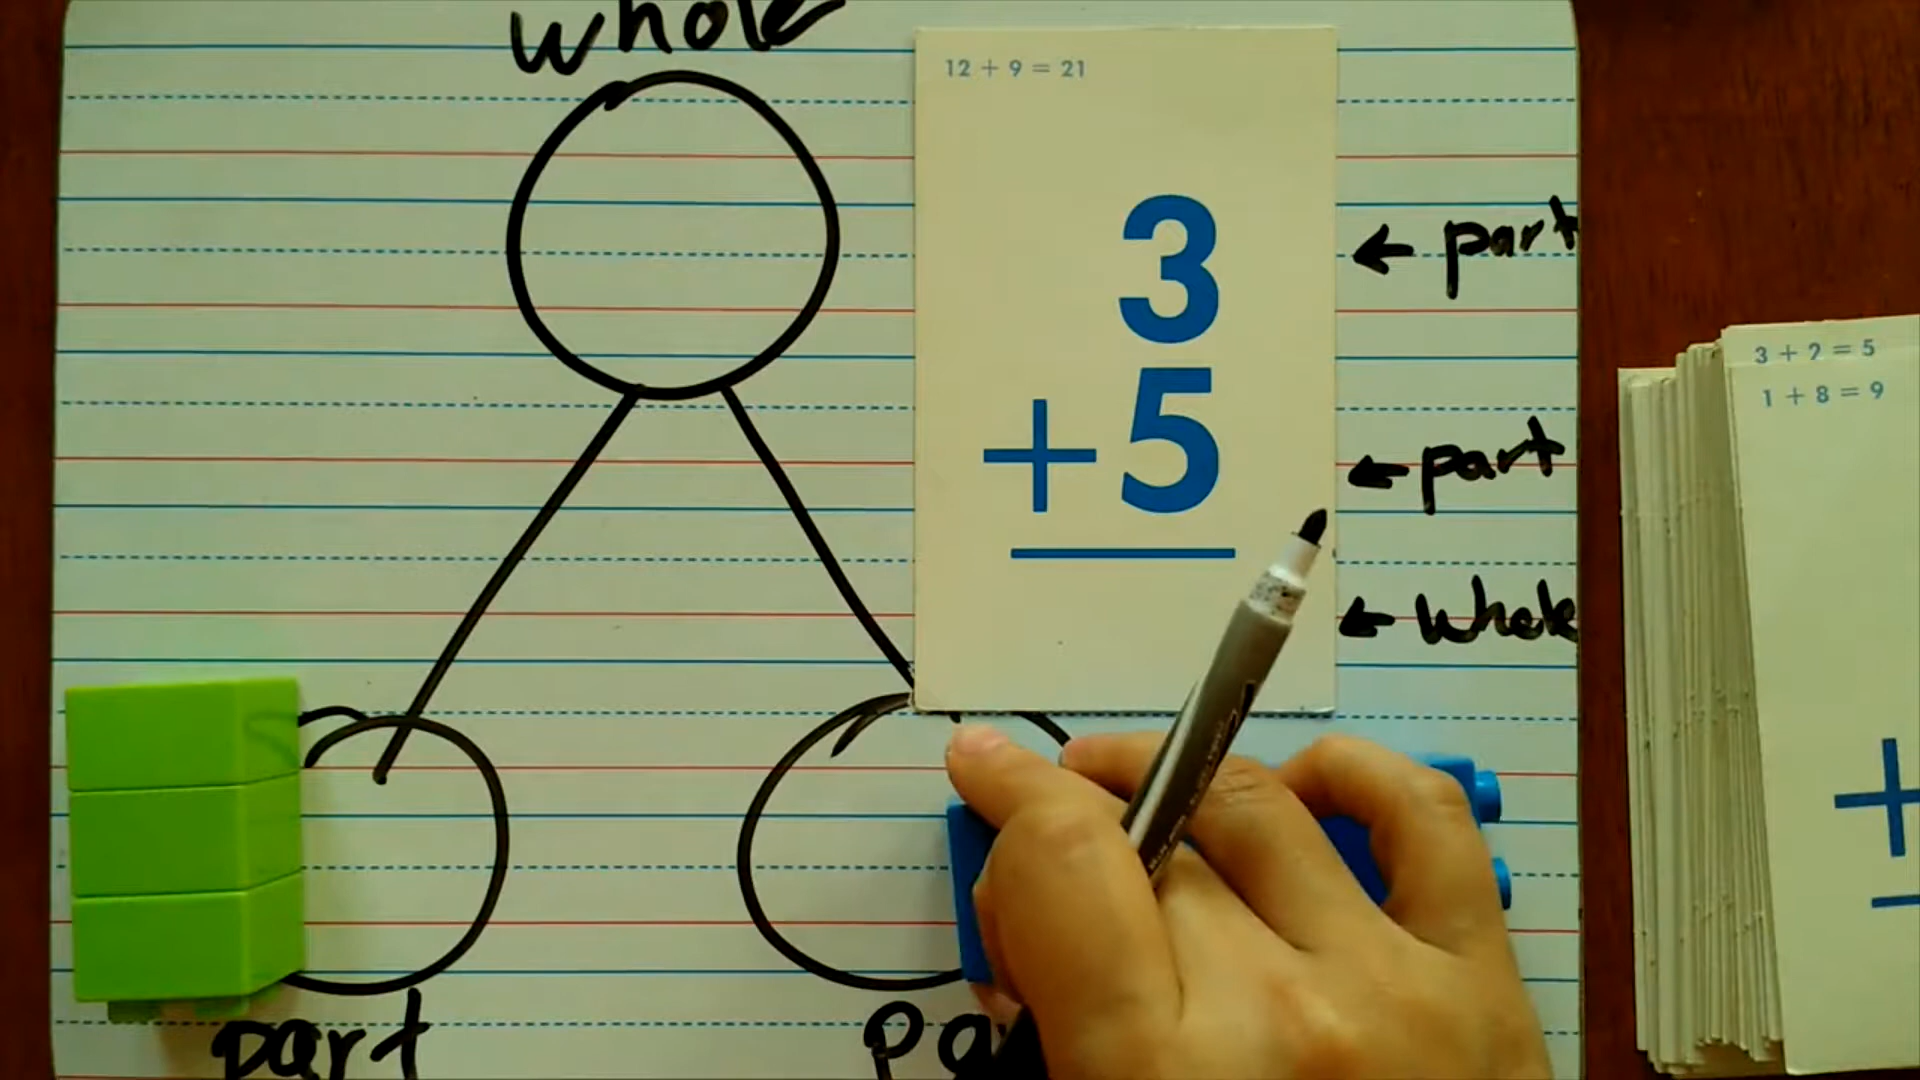 whole
12 + 9 = 21
3
+5
← part
← part
← Whole
3 + 2 = 5
1 + 8 = 9
+
part